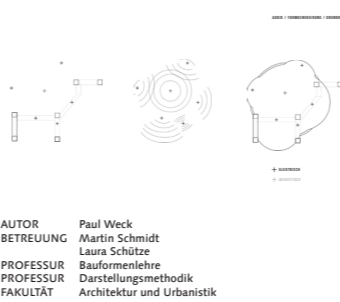 AUTOR Paul Weck
BETREUUNG Martin Schmidt
Laura Schütze
PROFESSUR Bauformenlehre
PROFESSUR Darstellungsmethodik
FAKULTÄT Architektur und Urbanistik